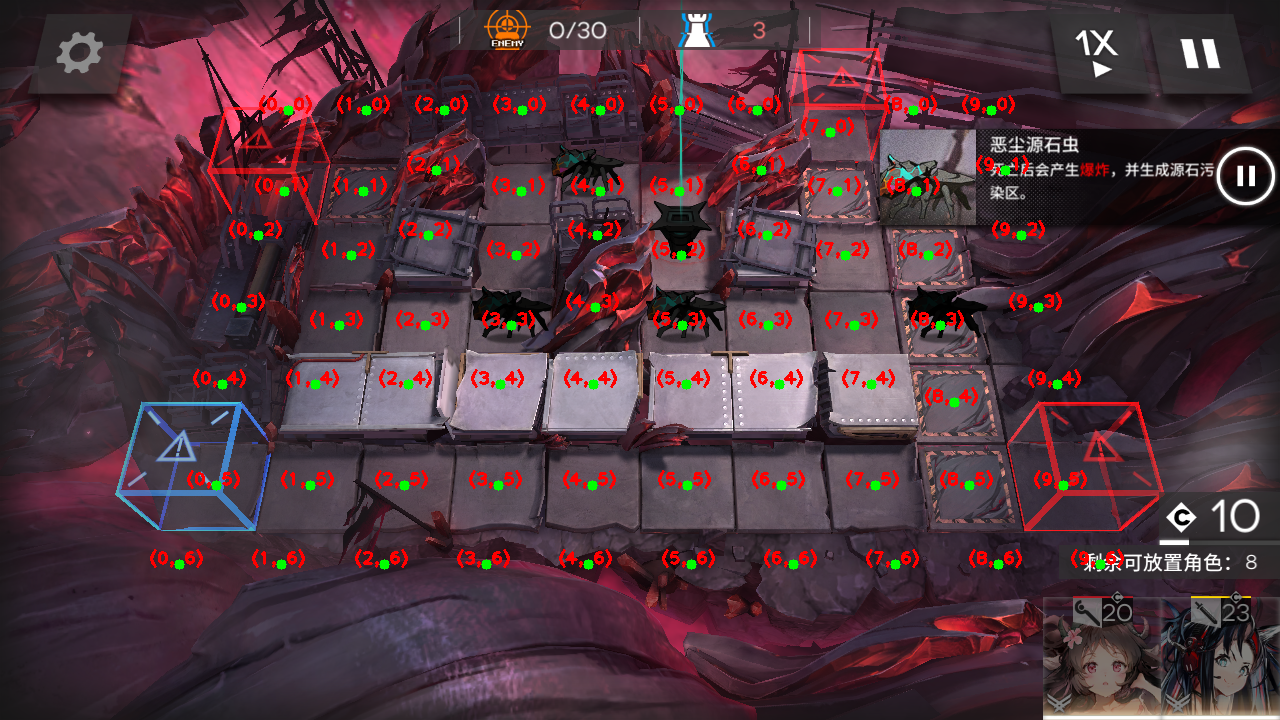 ENEMY 0/30 3
1X
(0, 0) (1, 0) (2, 0) (3, 0) (4, 0) (5, 0) (6, 0) (7, 0) (8, 0) (9, 0)
恶尘源石虫
死亡后会产生爆炸，并生成源石污
染区。
(0, 1) (1, 1) (2, 1) (3, 1) (4, 1) (5, 1) (6, 1) (7, 1) (8, 1) (9, 1)
(0, 2) (1, 2) (2, 2) (3, 2) (4, 2) (5, 2) (6, 2) (7, 2) (8, 2) (9, 2)
(0, 3) (1, 3) (2, 3) (3, 3) (4, 3) (5, 3) (6, 3) (7, 3) (8, 3) (9, 3)
(0, 4) (1, 4) (2, 4) (3, 4) (4, 4) (5, 4) (6, 4) (7, 4) (8, 4) (9, 4)
(0, 5) (1, 5) (2, 5) (3, 5) (4, 5) (5, 5) (6, 5) (7, 5) (8, 5) (9, 5)
C 10
(0, 6) (1, 6) (2, 6) (3, 6) (4, 6) (5, 6) (6, 6) (7, 6) (8, 6) (9, 6)
剩余可放置角色：8
C 20 C 23